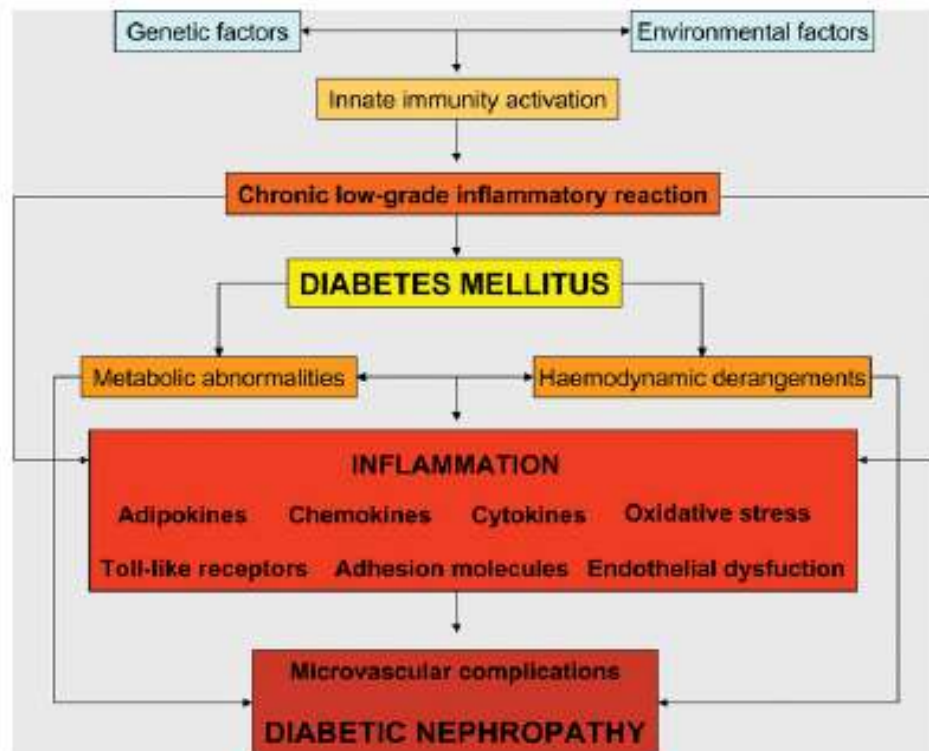 Genetic factors
Environmental factors
Innate immunity activation
Chronic low-grade inflammatory reaction
DIABETES MELLITUS
Metabolic abnormalities
Haemodynamic derangements
INFLAMMATION
Adipokines
Chemokines
Cytokines
Oxidative stress
Toll-like receptors
Adhesion molecules
Endothelial dysfuction
Microvascular complications
DIABETIC NEPHROPATHY